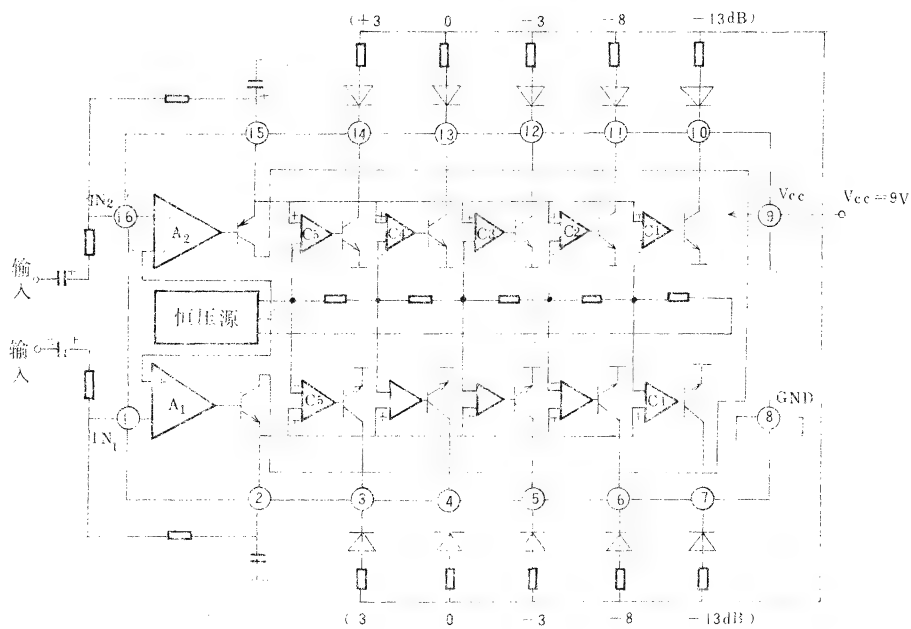 (+3 0 -3 -8 -13dB)
15 14 13 12 11 10
IN₂ 16 A₂ C5 C4 C3 C2 C1 9 Vcc Vcc=9V
输入
恒压源
输入
1 IN₁ A₁ C5 C1 8 GND
2 3 4 5 6 7
(3 0 -3 -8 -13dB)